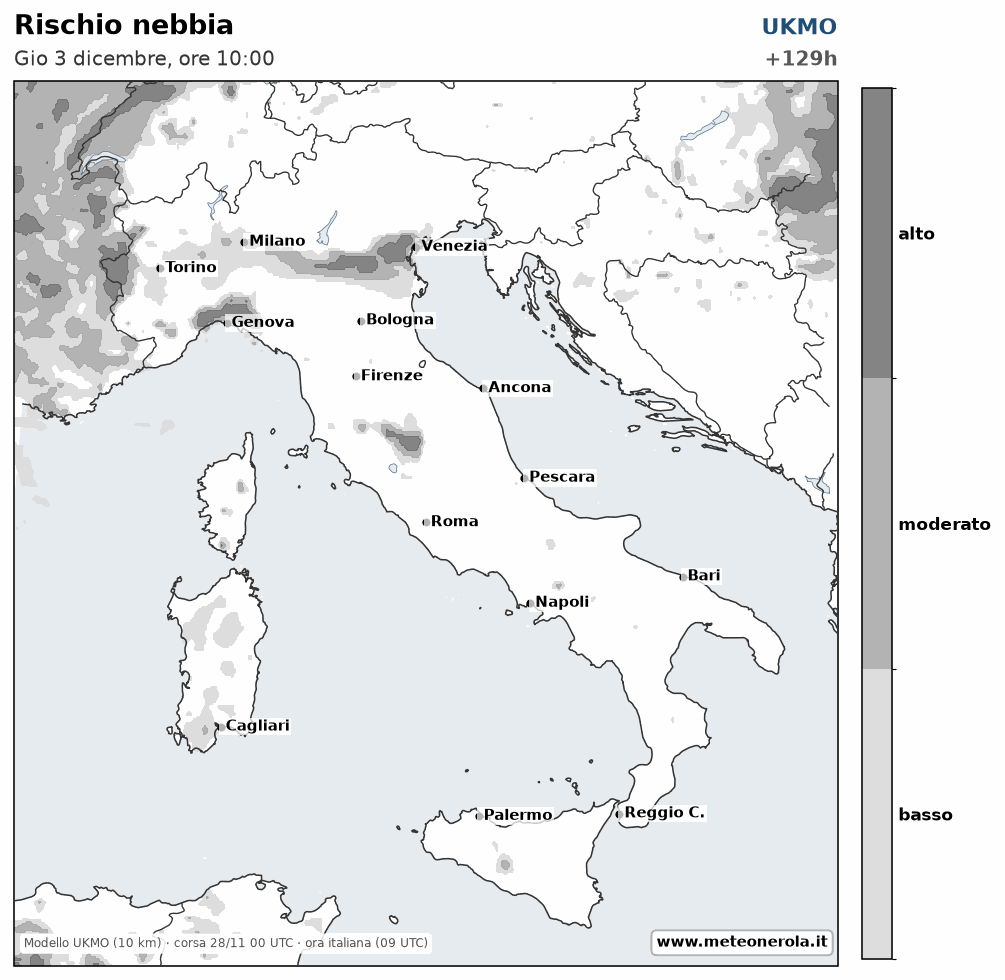 Rischio nebbia
UKMO
Gio 3 dicembre, ore 10:00
+129h
alto
moderato
basso
Milano
Venezia
Torino
Genova
Bologna
Firenze
Ancona
Pescara
Roma
Bari
Napoli
Cagliari
Palermo
Reggio C.
Modello UKMO (10 km) · corsa 28/11 00 UTC · ora italiana (09 UTC)
www.meteonerola.it